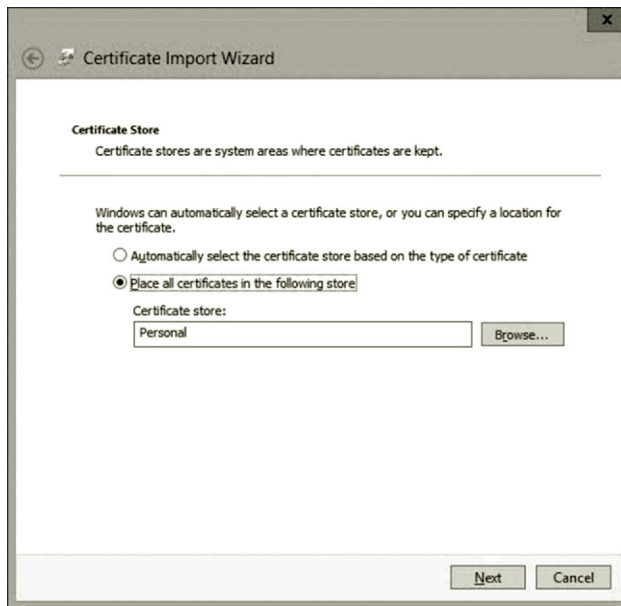 x
Certificate Import Wizard
Certificate Store
Certificate stores are system areas where certificates are kept.
Windows can automatically select a certificate store, or you can specify a location for
the certificate.
Automatically select the certificate store based on the type of certificate
Place all certificates in the following store
Certificate store:
Personal
Browse...
Next
Cancel